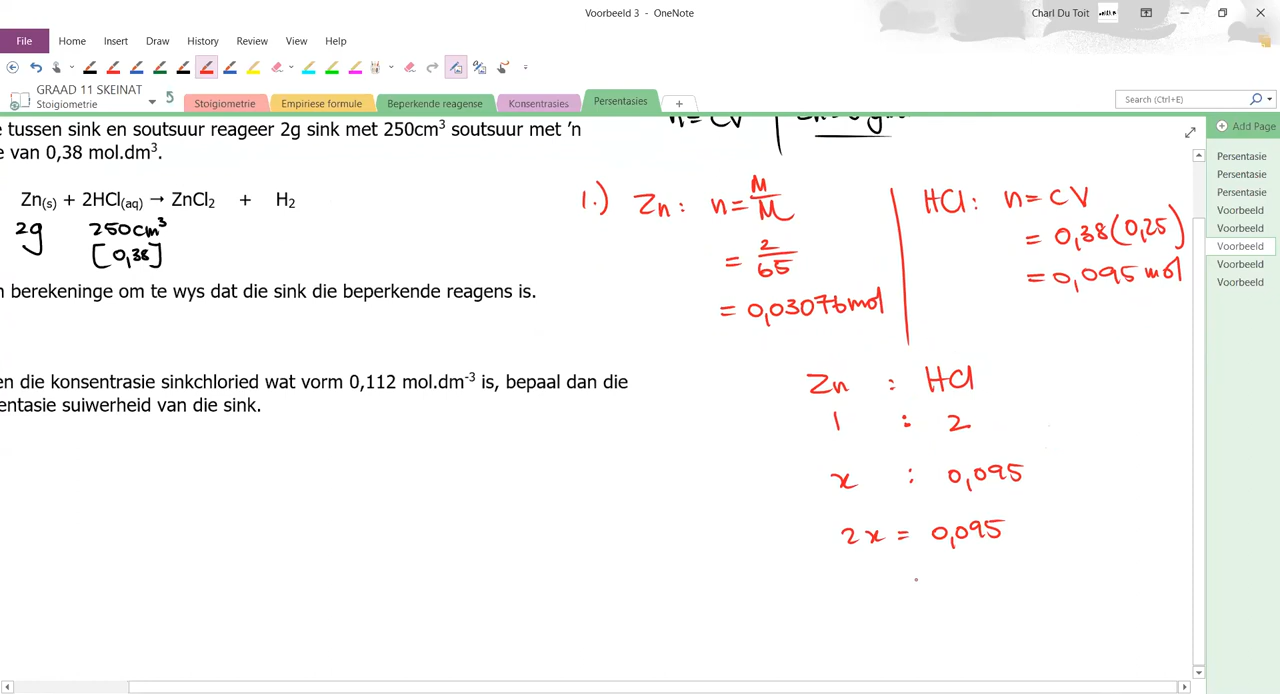 Voorbeeld 3 - OneNote
Charl Du Toit
File Home Insert Draw History Review View Help
GRAAD 11 SKEINAT
Stoigiometrie
Stoigiometrie Empiriese formule Beperkende reagense Konsentrasies Persentasies +
Search (Ctrl+E)
Add Page
Persentasie
Persentasie
Persentasie
Voorbeeld
Voorbeeld
Voorbeeld
Voorbeeld
Voorbeeld
e tussen sink en soutsuur reageer 2g sink met 250cm³ soutsuur met 'n
e van 0,38 mol.dm³.
Zn(s) + 2HCl(aq) → ZnCl2 + H2
2g 250cm³
[0,38]
n berekeninge om te wys dat die sink die beperkende reagens is.
en die konsentrasie sinkchloried wat vorm 0,112 mol.dm-3 is, bepaal dan die
entasie suiwerheid van die sink.
n=CV
1.) Zn: n = M/M
= 2/65
= 0,03076mol
HCl: n = CV
= 0,38(0,25)
= 0,095mol
Zn : HCl
1 : 2
x : 0,095
2x = 0,095